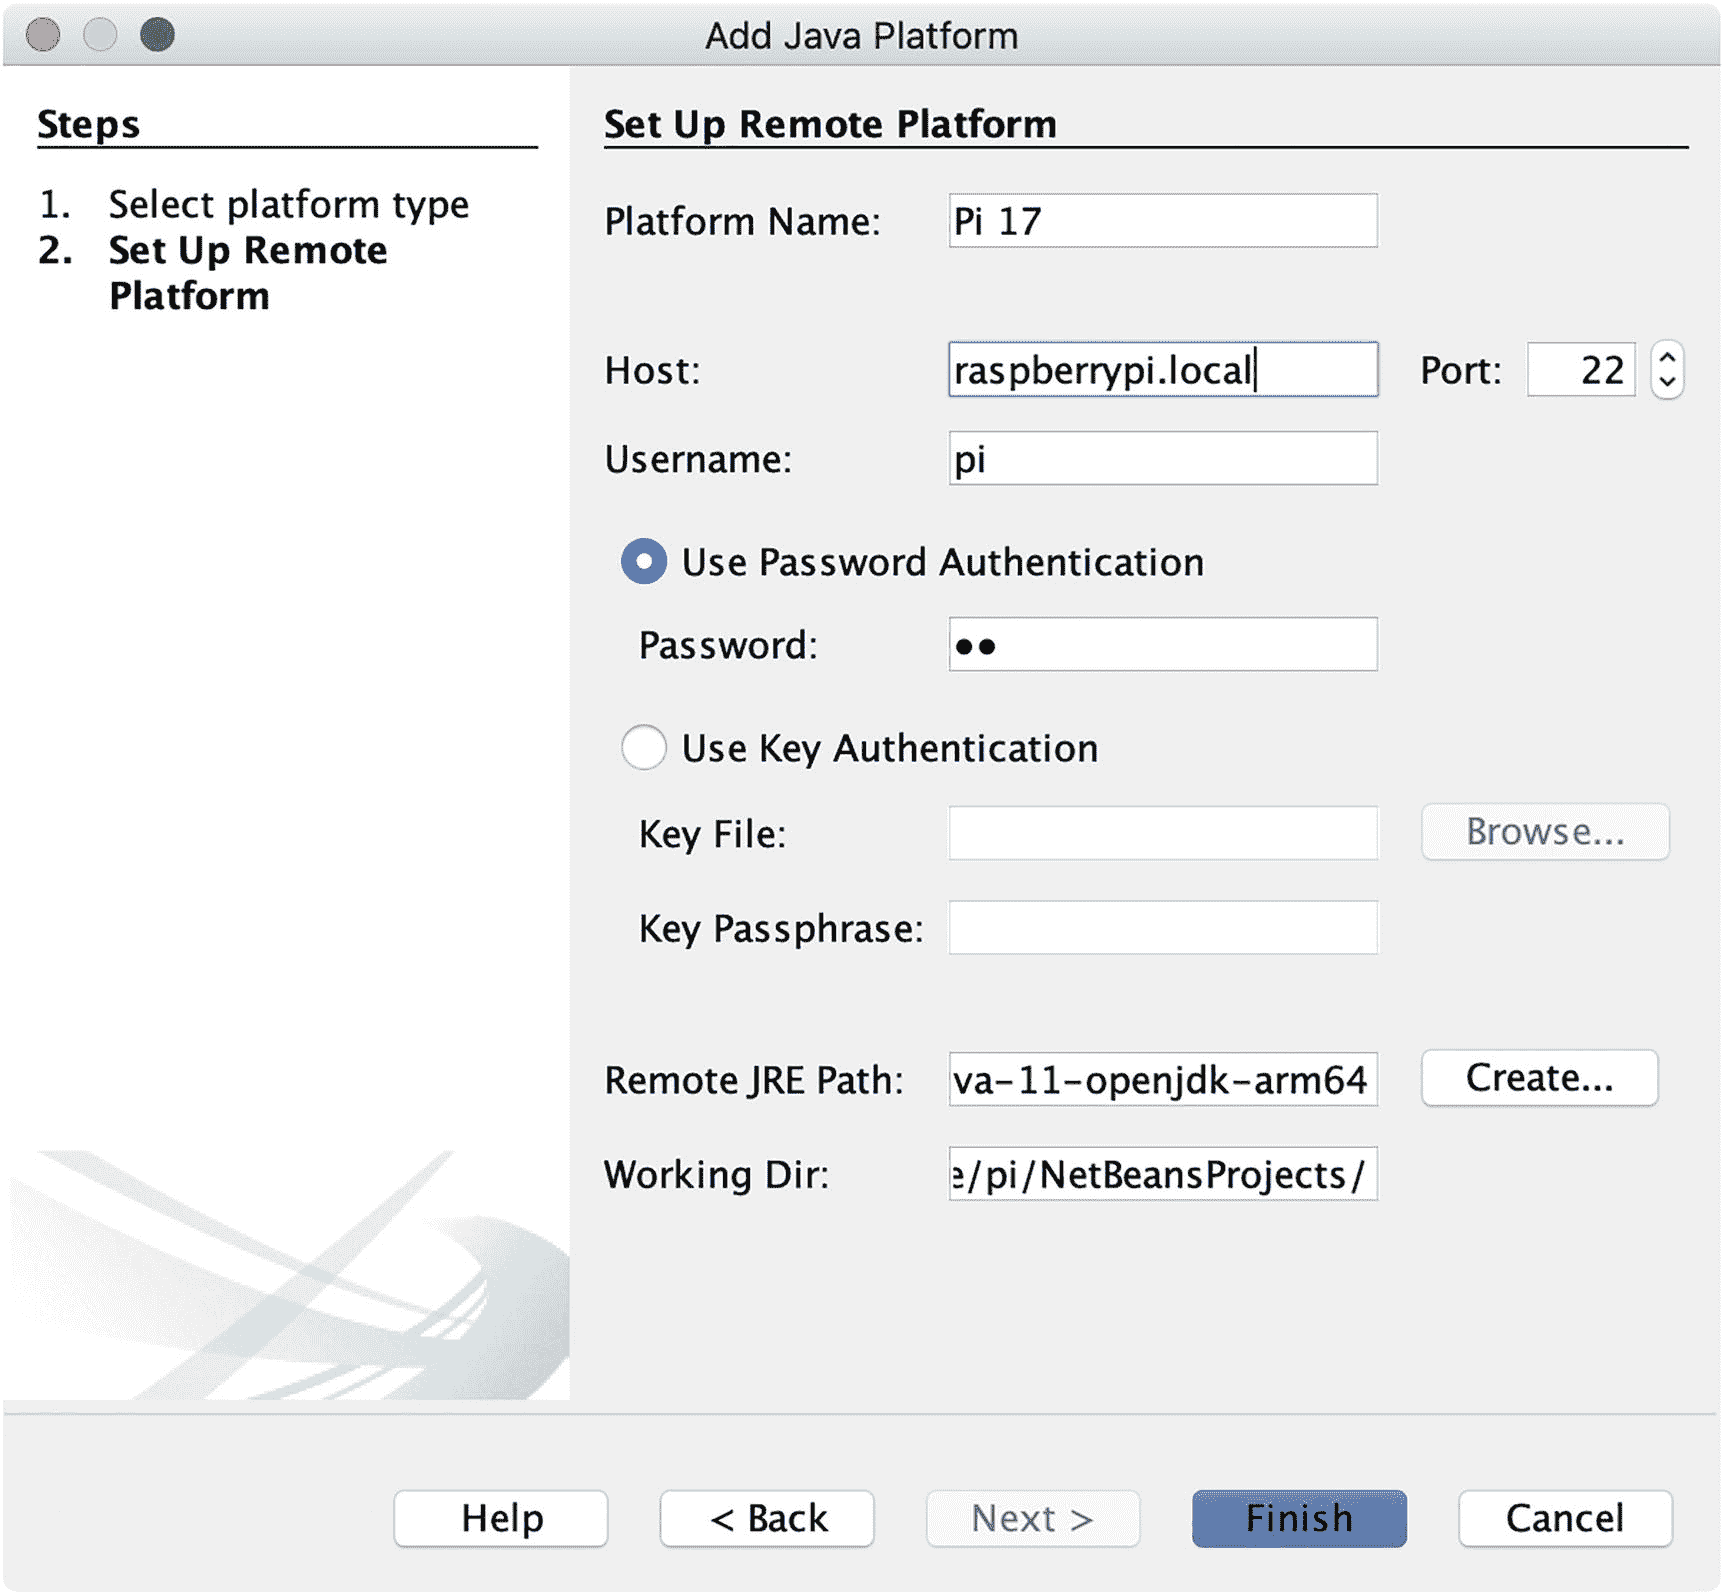 Add Java Platform
Steps
1. Select platform type
2. Set Up Remote
Platform
Set Up Remote Platform
Platform Name: Pi 17
Host: raspberrypi.local Port: 22
Username: pi
Use Password Authentication
Password: ••
Use Key Authentication
Key File: Browse...
Key Passphrase:
Remote JRE Path: va-11-openjdk-arm64 Create...
Working Dir: e/pi/NetBeansProjects/
Help < Back Next > Finish Cancel